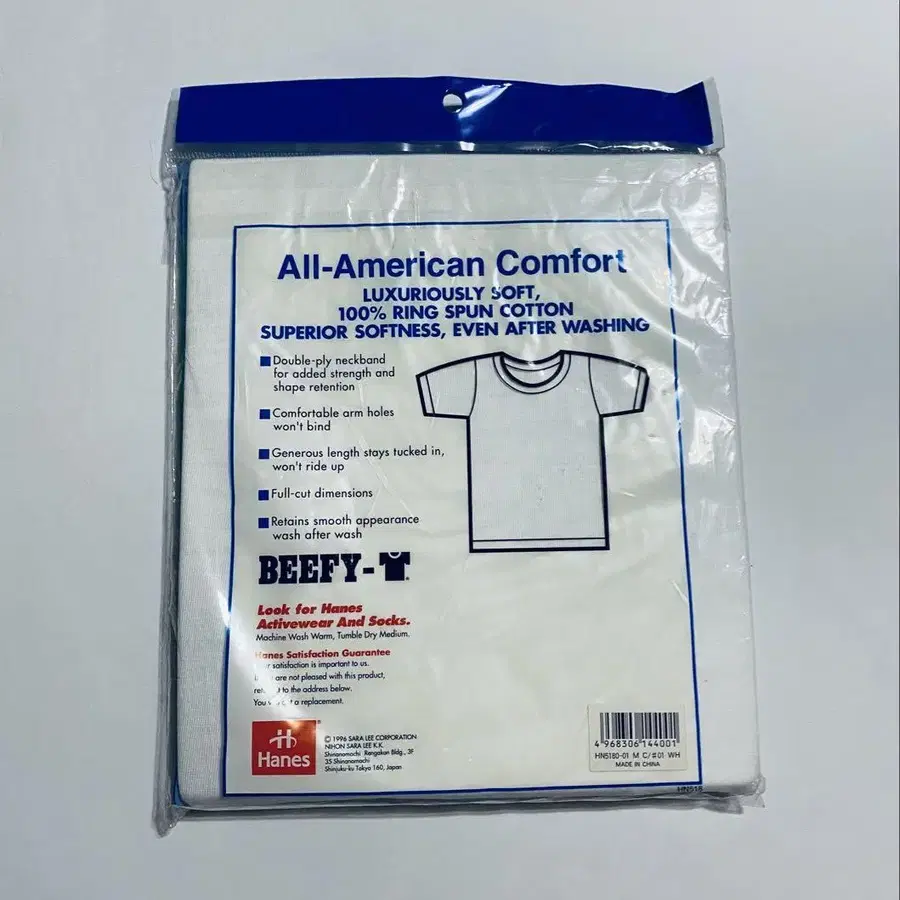 All-American Comfort
LUXURIOUSLY SOFT,
100% RING SPUN COTTON
SUPERIOR SOFTNESS, EVEN AFTER WASHING
Double-ply neckband
for added strength and
shape retention
Comfortable arm holes
won't bind
Generous length stays tucked in,
won't ride up
Full-cut dimensions
Retains smooth appearance
wash after wash
BEEFY-
Look for Hanes
Activewear And Socks.
Machine Wash Warm, Tumble Dry Medium.
Hanes Satisfaction Guarantee
satisfaction is important to us.
are not pleased with this product,
to the address below.
a replacement.
Hanes
®
© 1996 SARA LEE CORPORATION
NIHON SARA LEE K.K.
Shinanomachi Rengakan Bldg., 3F
35 Shinanomachi
Shinjuku-ku Tokyo 160, Japan
4 968306 144001
HN5180-01 M C/#01 WH
MADE IN CHINA
HN518